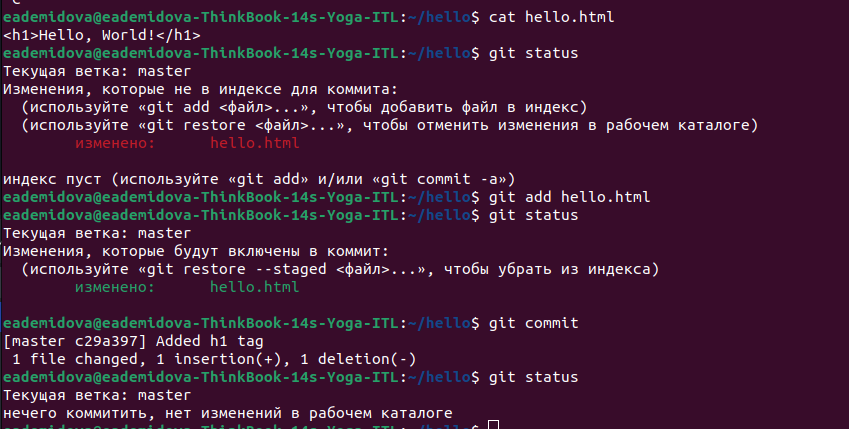 eademidova@eademidova-ThinkBook-14s-Yoga-ITL:~/hello$ cat hello.html
<h1>Hello, World!</h1>
eademidova@eademidova-ThinkBook-14s-Yoga-ITL:~/hello$ git status
Текущая ветка: master
Изменения, которые не в индексе для коммита:
  (используйте «git add <файл>...», чтобы добавить файл в индекс)
  (используйте «git restore <файл>...», чтобы отменить изменения в рабочем каталоге)
        изменено:      hello.html

индекс пуст (используйте «git add» и/или «git commit -a»)
eademidova@eademidova-ThinkBook-14s-Yoga-ITL:~/hello$ git add hello.html
eademidova@eademidova-ThinkBook-14s-Yoga-ITL:~/hello$ git status
Текущая ветка: master
Изменения, которые будут включены в коммит:
  (используйте «git restore --staged <файл>...», чтобы убрать из индекса)
        изменено:      hello.html

eademidova@eademidova-ThinkBook-14s-Yoga-ITL:~/hello$ git commit
[master c29a397] Added h1 tag
 1 file changed, 1 insertion(+), 1 deletion(-)
eademidova@eademidova-ThinkBook-14s-Yoga-ITL:~/hello$ git status
Текущая ветка: master
нечего коммитить, нет изменений в рабочем каталоге
eademidova@eademidova-ThinkBook-14s-Yoga-ITL:~/hello$